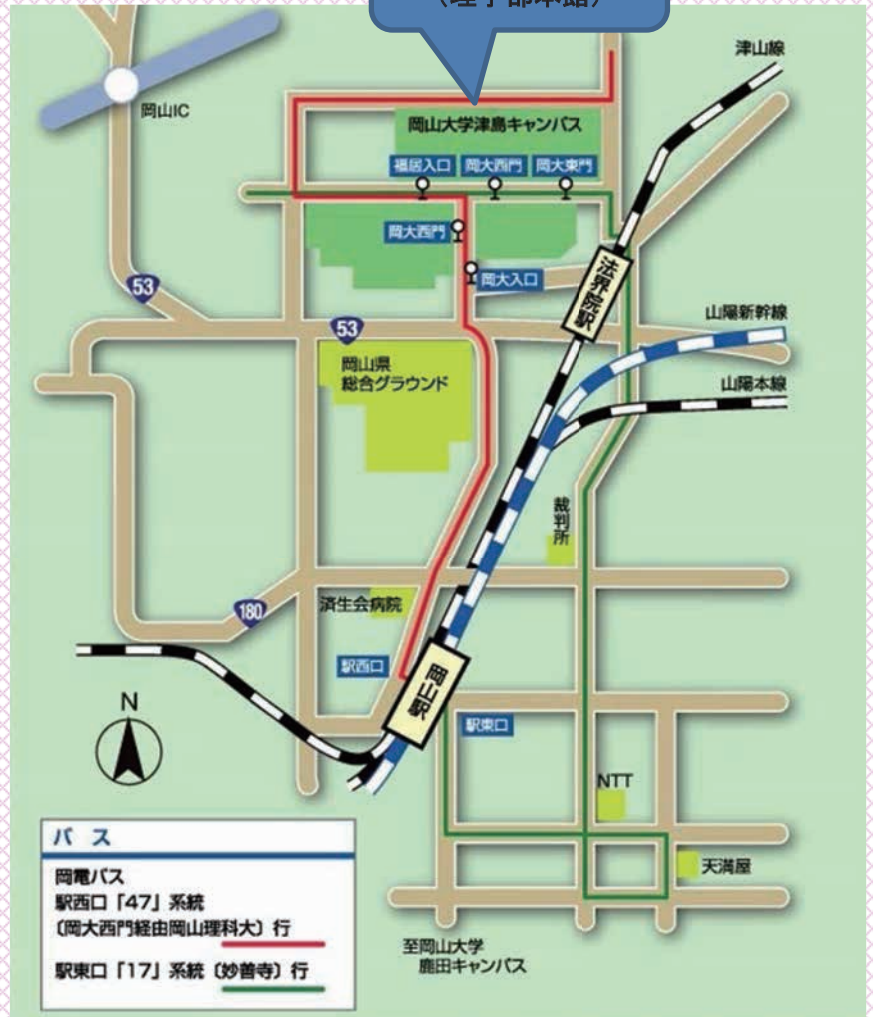 (理学部本館)
津山線
岡山IC
岡山大学津島キャンパス
福居入口
岡大西門
岡大東門
岡大西門
岡大入口
法界院駅
53
53
山陽新幹線
岡山県
総合グラウンド
山陽本線
裁判所
済生会病院
180
駅西口
岡山駅
N
駅東口
NTT
天満屋
バス
岡電バス
駅西口「47」系統
〔岡大西門経由岡山理科大〕行
駅東口「17」系統〔妙善寺〕行
至岡山大学
鹿田キャンパス